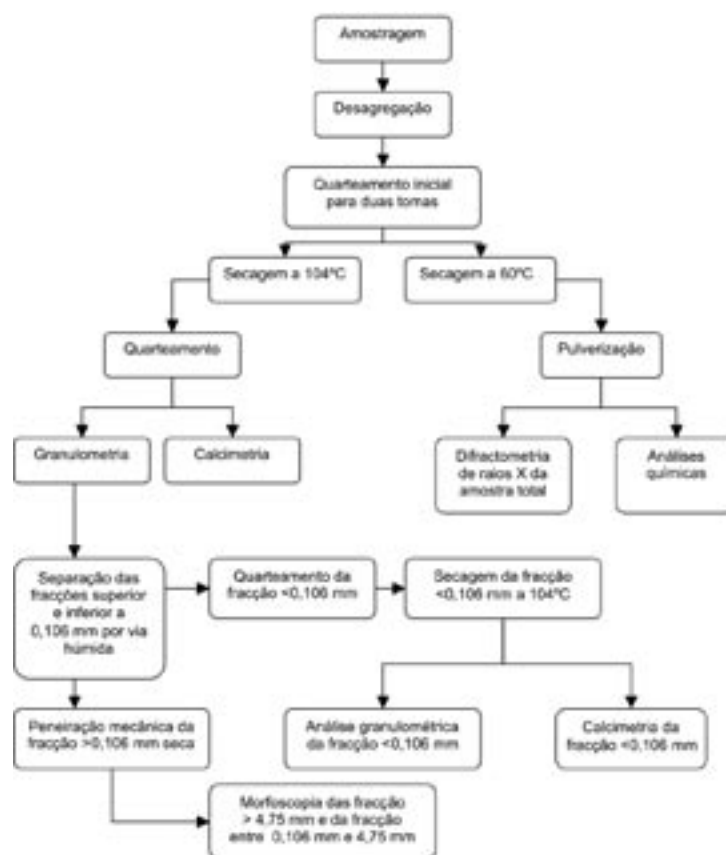 Amostragem
Desagregação
Quarteamento inicial
para duas tomas
Secagem a 104ºC
Secagem a 60ºC
Quarteamento
Pulverização
Granulometria
Calcimetria
Difractometria
de raios X da
amostra total
Análises
químicas
Separação das
fracções superior
e inferior a
0,106 mm por via
húmida
Quarteamento da
fracção <0,106 mm
Secagem da fracção
<0,106 mm a 104ºC
Peneiração mecânica da
fracção >0,106 mm seca
Análise granulométrica
da fracção <0,106 mm
Calcimetria da
fracção <0,106 mm
Morfoscopia das fracção
> 4,75 mm e da fracção
entre 0,106 mm e 4,75 mm